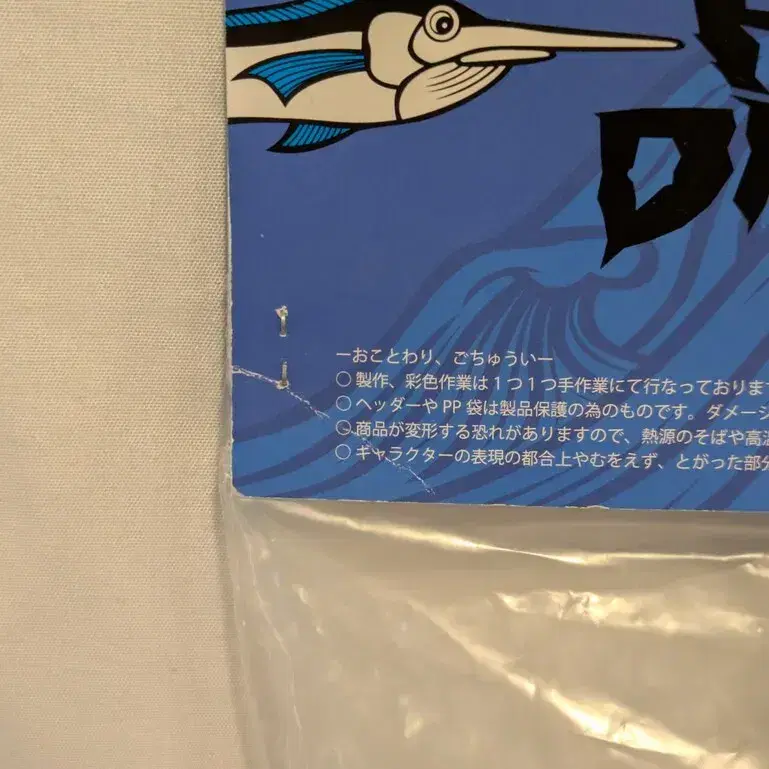 DI
ーおことわり、ごちゅういー
○製作、彩色作業は1つ1つ手作業にて行なっております
○ヘッダーや PP 袋は製品保護の為のものです。ダメージ
○商品が変形する恐れがありますので、熱源のそばや高温
○キャラクターの表現の都合上やむをえず、とがった部分